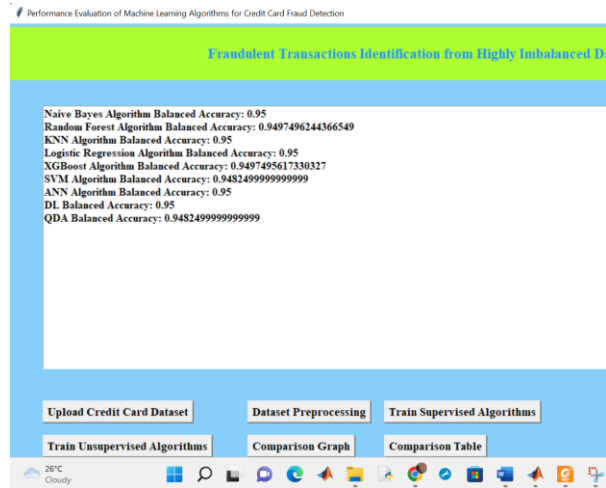 Performance Evaluation of Machine Learning Algorithms for Credit Card Fraud Detection
Fraudulent Transactions Identification from Highly Imbalanced D
Naive Bayes Algorithm Balanced Accuracy: 0.95
Random Forest Algorithm Balanced Accuracy: 0.9497496244366549
KNN Algorithm Balanced Accuracy: 0.95
Logistic Regression Algorithm Balanced Accuracy: 0.95
XGBoost Algorithm Balanced Accuracy: 0.9497495617330327
SVM Algorithm Balanced Accuracy: 0.9482499999999999
ANN Algorithm Balanced Accuracy: 0.95
DL Balanced Accuracy: 0.95
QDA Balanced Accuracy: 0.9482499999999999
Upload Credit Card Dataset Dataset Preprocessing Train Supervised Algorithms
Train Unsupervised Algorithms Comparison Graph Comparison Table
26°C
Cloudy